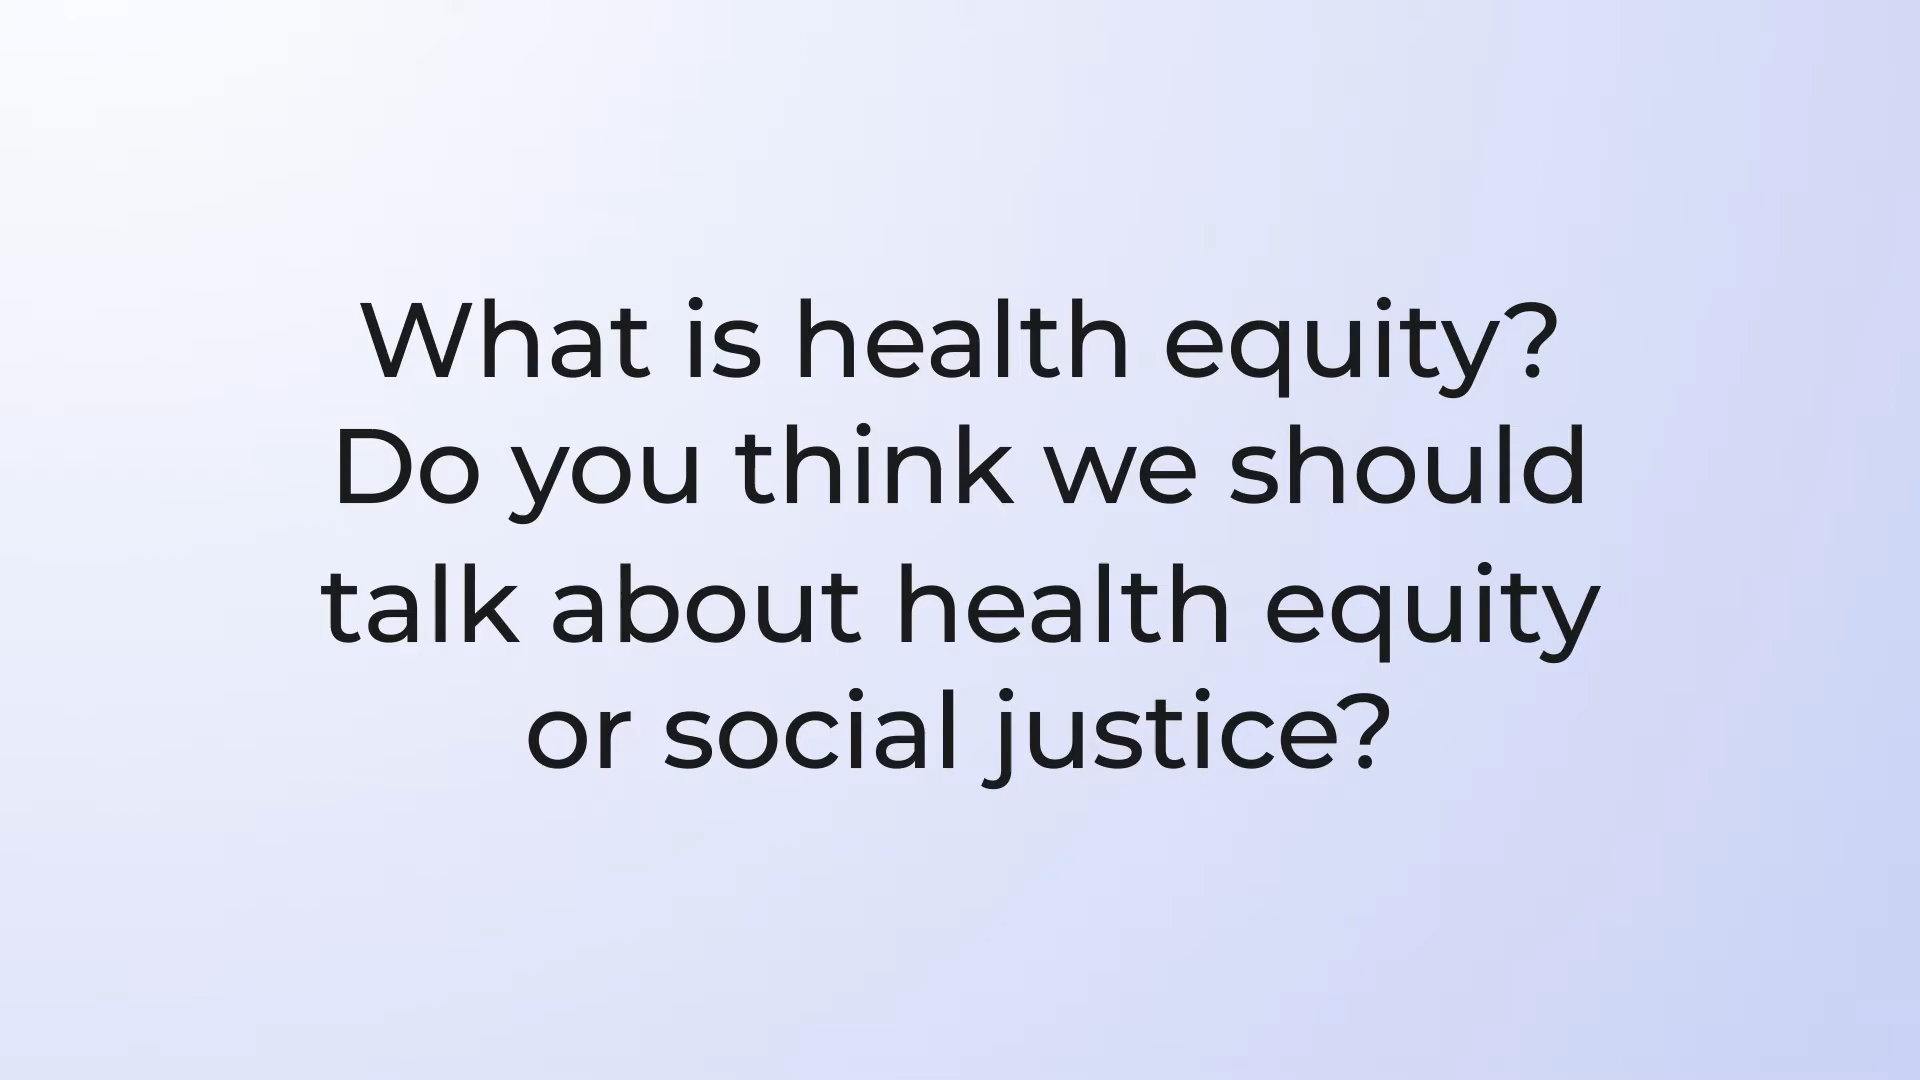 What is health equity?
Do you think we should
talk about health equity
or social justice?